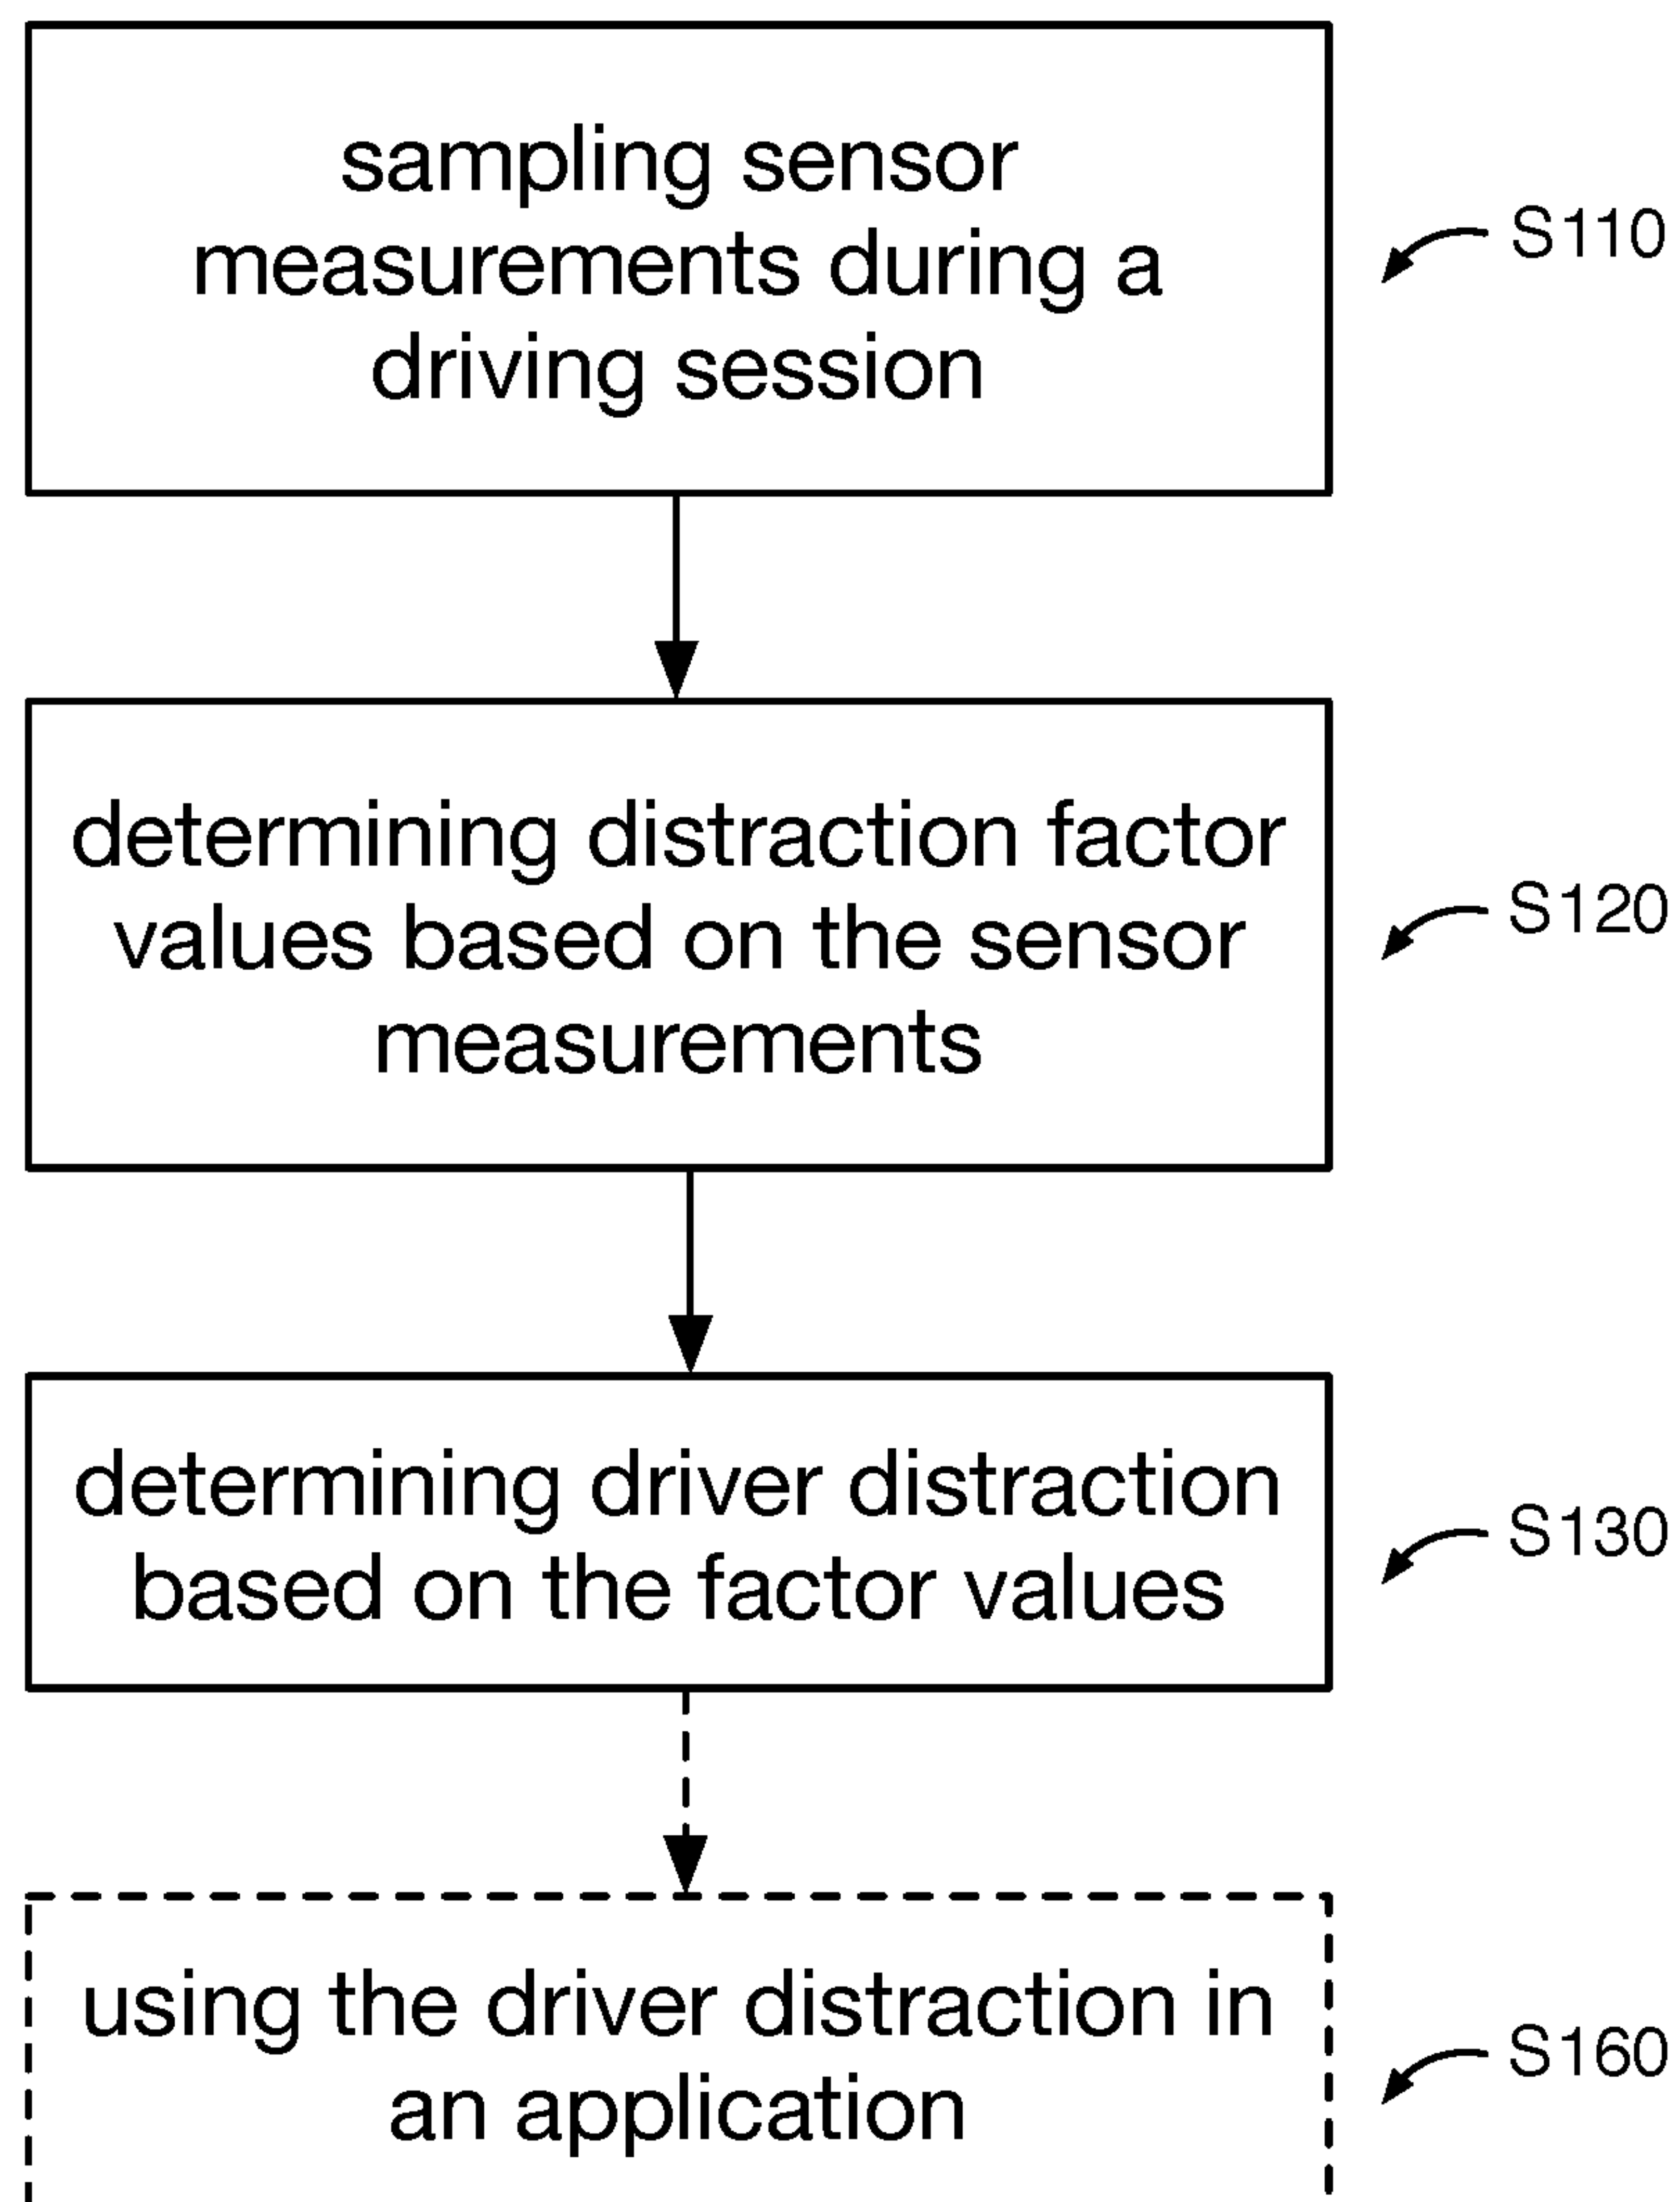 sampling sensor
measurements during a
driving session
S110
determining distraction factor
values based on the sensor
measurements
S120
determining driver distraction
based on the factor values
S130
using the driver distraction in
an application
S160